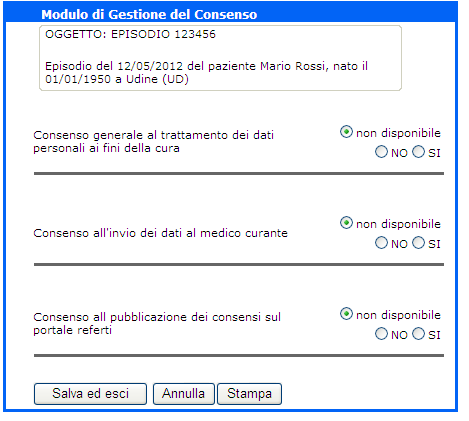 Modulo di Gestione del Consenso
OGGETTO: EPISODIO 123456
Episodio del 12/05/2012 del paziente Mario Rossi, nato il
01/01/1950 a Udine (UD)
Consenso generale al trattamento dei dati
personali ai fini della cura
non disponibile
NO SI
Consenso all'invio dei dati al medico curante
non disponibile
NO SI
Consenso all pubblicazione dei consensi sul
portale referti
non disponibile
NO SI
Salva ed esci Annulla Stampa